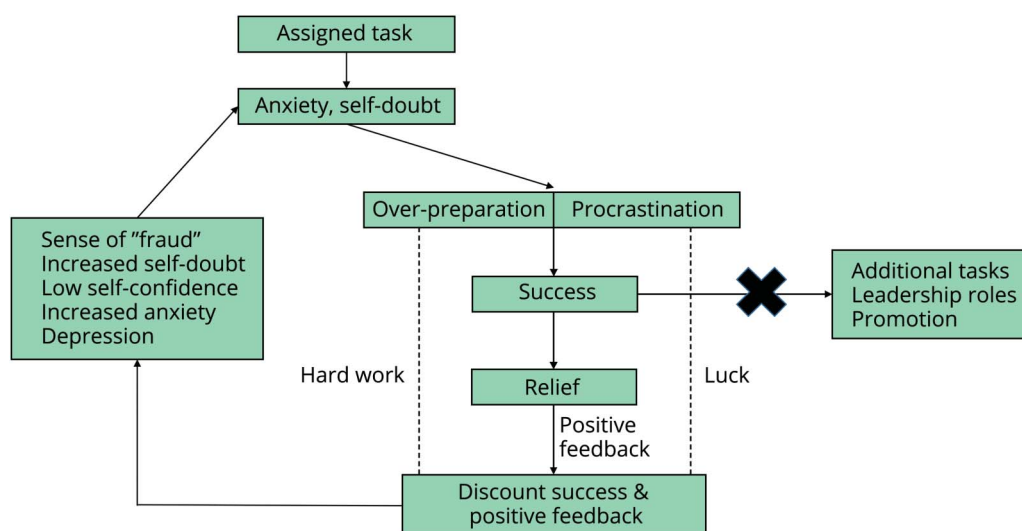 Assigned task
Anxiety, self-doubt
Over-preparation
Procrastination
Sense of ”fraud”
Increased self-doubt
Low self-confidence
Increased anxiety
Depression
Success
Additional tasks
Leadership roles
Promotion
Hard work
Relief
Luck
Positive
feedback
Discount success &
positive feedback